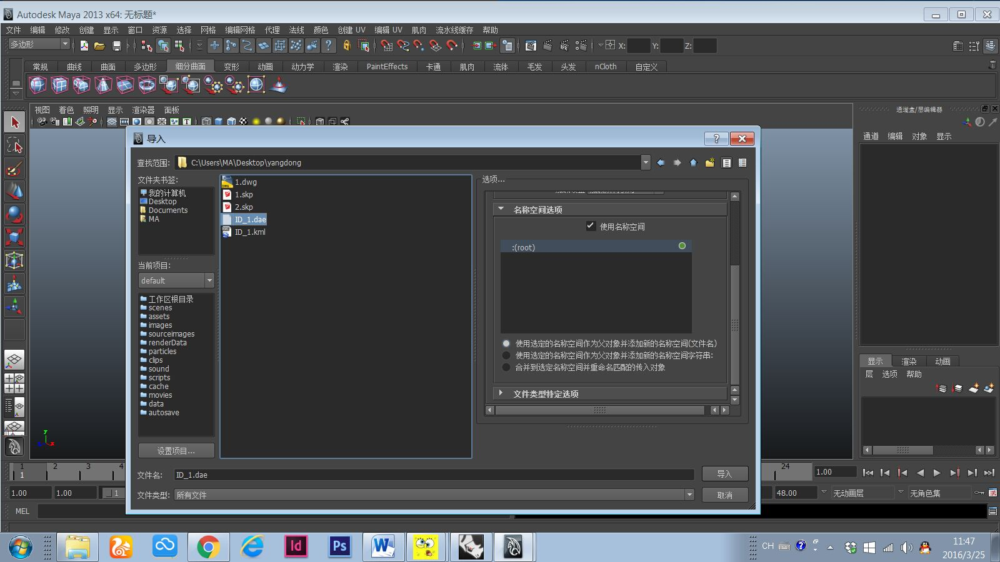 Autodesk Maya 2013 x64: 无标题*
文件 编辑 修改 创建 显示 窗口 资源 选择 网格 编辑网格 代理 法线 颜色 创建 UV 编辑 UV 肌肉 流水线缓存 帮助
多边形 X: Y: Z:
常规 曲线 曲面 多边形 细分曲面 变形 动画 动力学 渲染 PaintEffects 卡通 肌肉 流体 毛发 头发 nCloth 自定义
视图 着色 照明 显示 渲染器 面板
通道盒/层编辑器
通道 编辑 对象 显示
导入
查找范围: C:\Users\MA\Desktop\yangdong
文件夹书签:
我的计算机
Desktop
Documents
MA
当前项目:
default
工作区根目录
scenes
assets
images
sourceimages
renderData
particles
clips
sound
scripts
cache
movies
data
autosave
设置项目...
1.dwg
1.skp
2.skp
ID_1.dae
ID_1.kml
选项...
名称空间选项
使用名称空间
:(root)
使用选定的名称空间作为父对象并添加新的名称空间(文件名)
使用选定的名称空间作为父对象并添加新的名称空间字符串:
合并到选定名称空间并重命名匹配的传入对象
文件类型特定选项
文件名: ID_1.dae 导入
文件类型: 所有文件 取消
显示 渲染 动画
层 选项 帮助
1 2 3 4 24
1 1.00
1.00 1.00 1 48.00 无动画层 无角色集
MEL
Id Ps
CH
11:47
2016/3/25